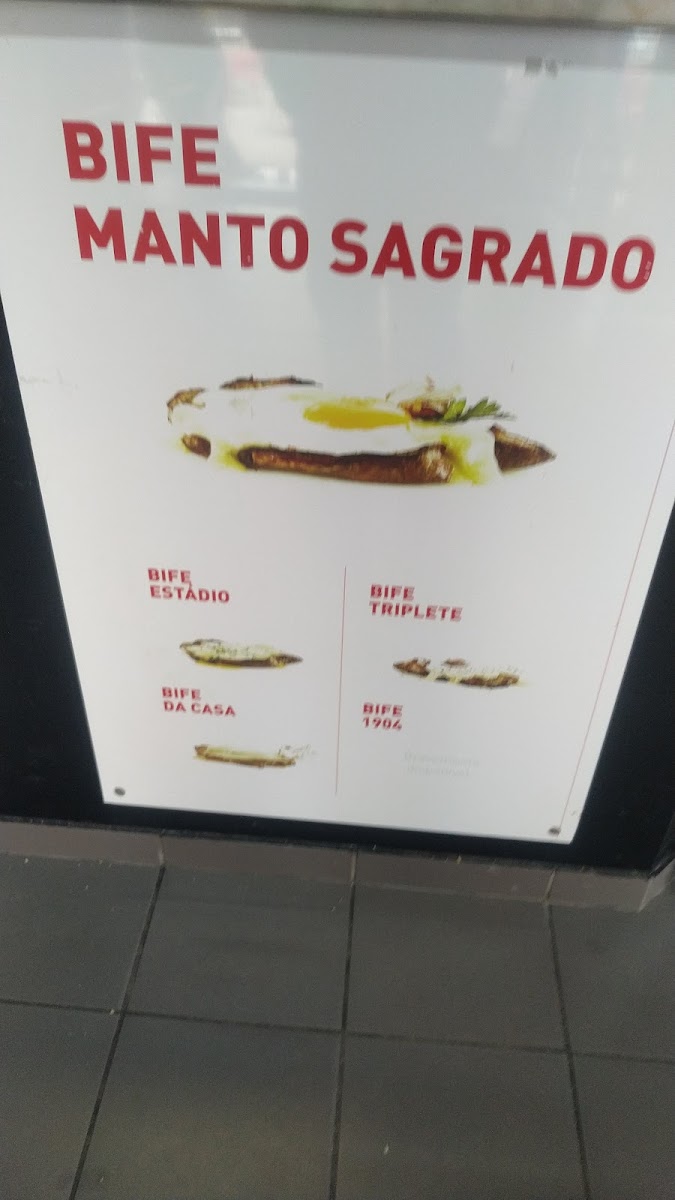 BIFE
MANTO SAGRADO
BIFE
ESTÁDIO
BIFE
DA CASA
BIFE
TRIPLETE
BIFE
1904